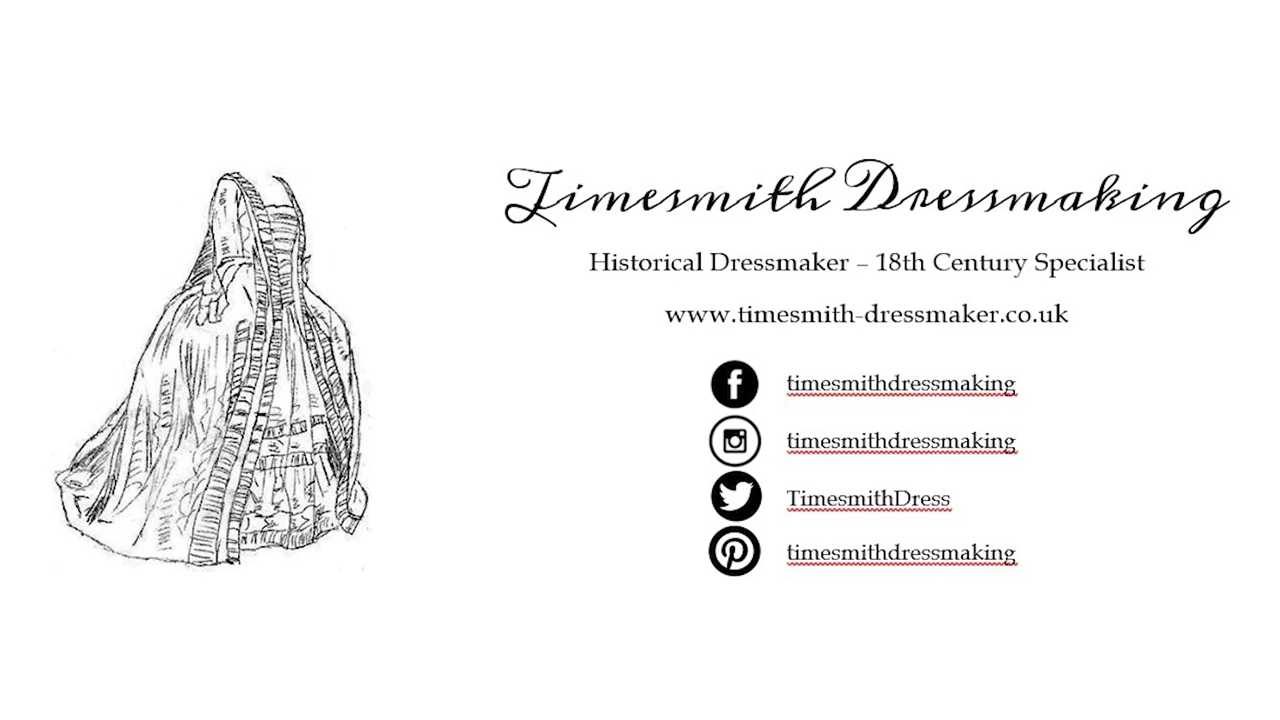 Timesmith Dressmaking
Historical Dressmaker – 18th Century Specialist
www.timesmith-dressmaker.co.uk
timesmithdressmaking
timesmithdressmaking
TimesmithDress
timesmithdressmaking